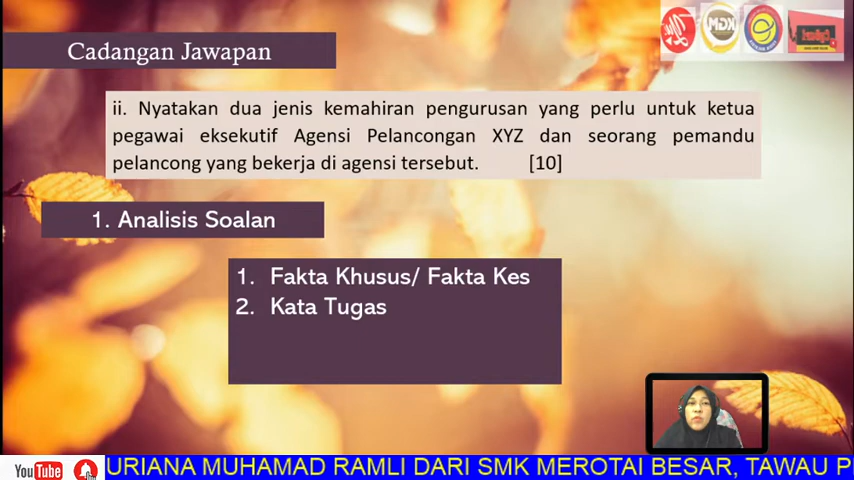 Cadangan Jawapan
KGM
ii. Nyatakan dua jenis kemahiran pengurusan yang perlu untuk ketua
pegawai eksekutif Agensi Pelancongan XYZ dan seorang pemandu
pelancong yang bekerja di agensi tersebut. [10]
1. Analisis Soalan
1. Fakta Khusus/ Fakta Kes
2. Kata Tugas
YouTube
URIANA MUHAMAD RAMLI DARI SMK MEROTAI BESAR, TAWAU P